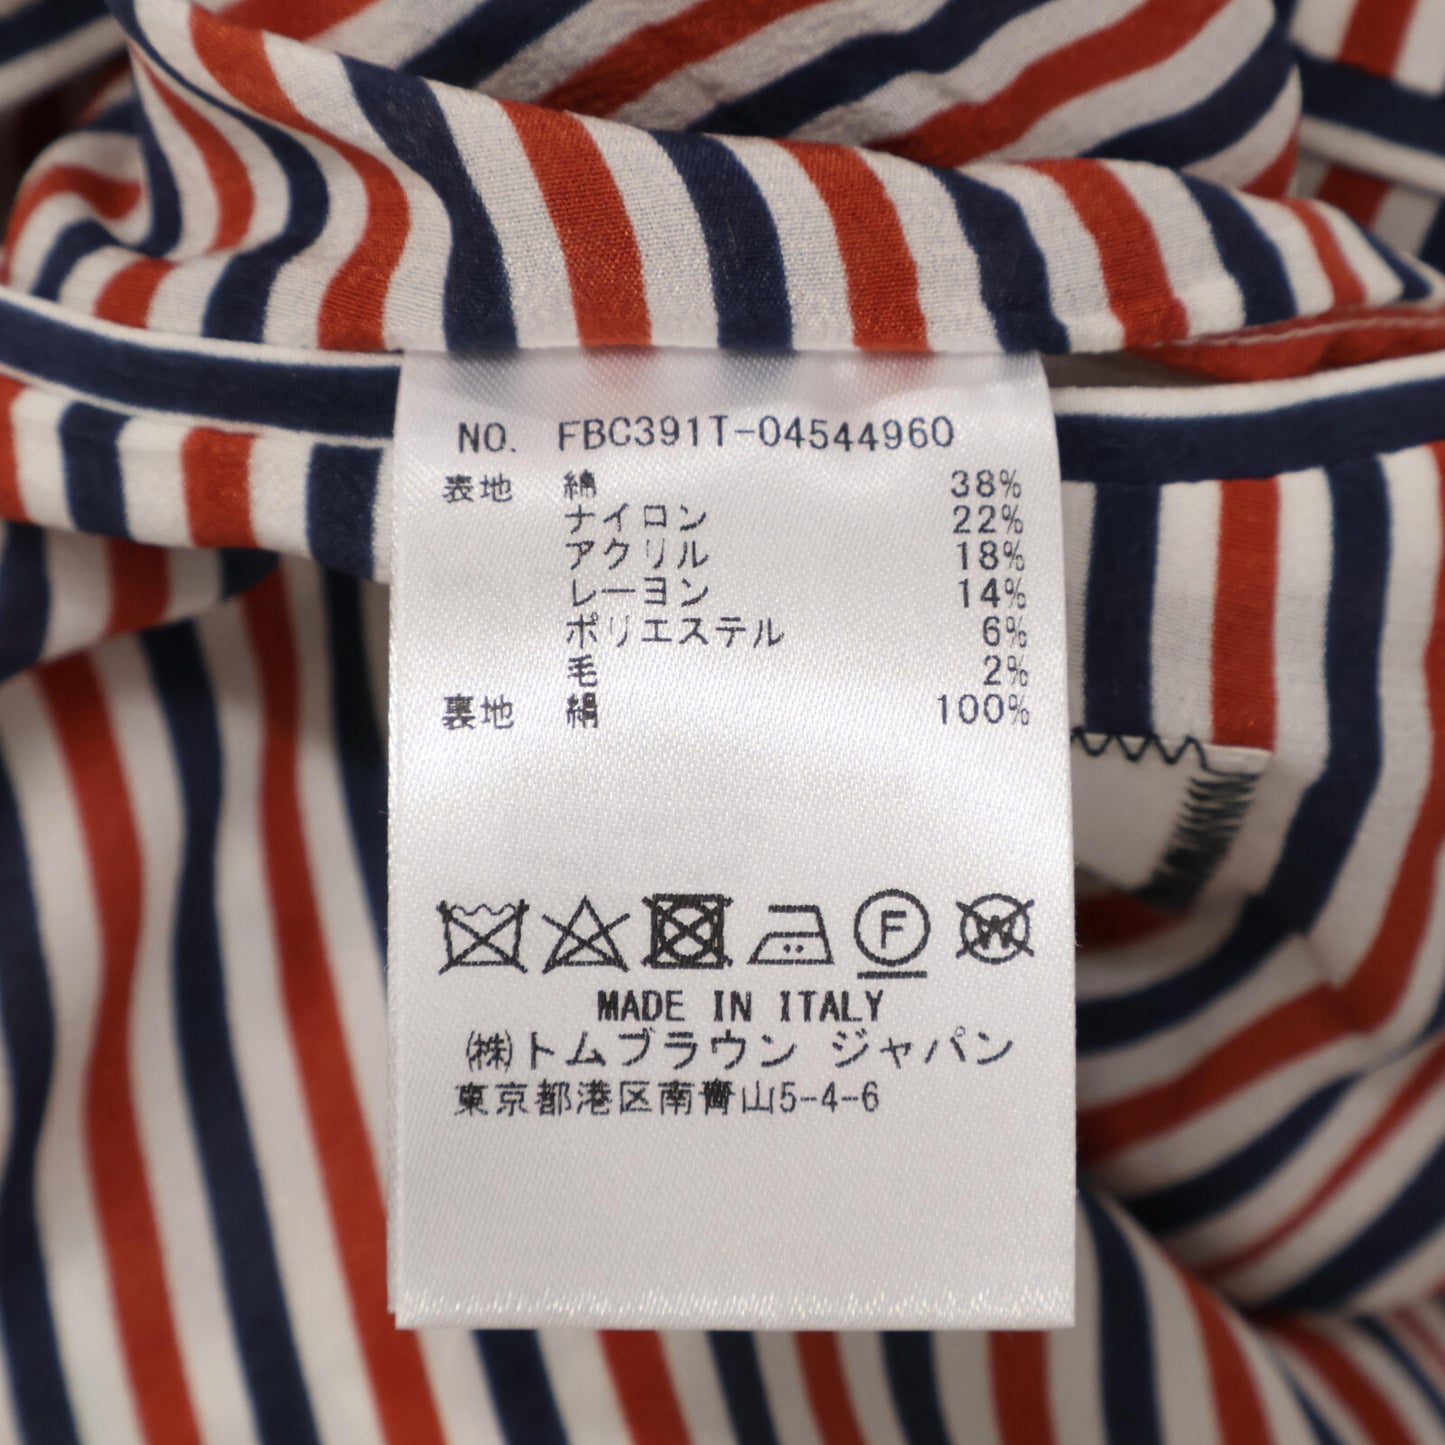 NO. FBC391T-04544960
表地 綿 38%
ナイロン 22%
アクリル 18%
レーヨン 14%
ポリエステル 6%
毛 2%
裏地 絹 100%
F W
MADE IN ITALY
㈱トムブラウン ジャパン
東京都港区南青山5-4-6